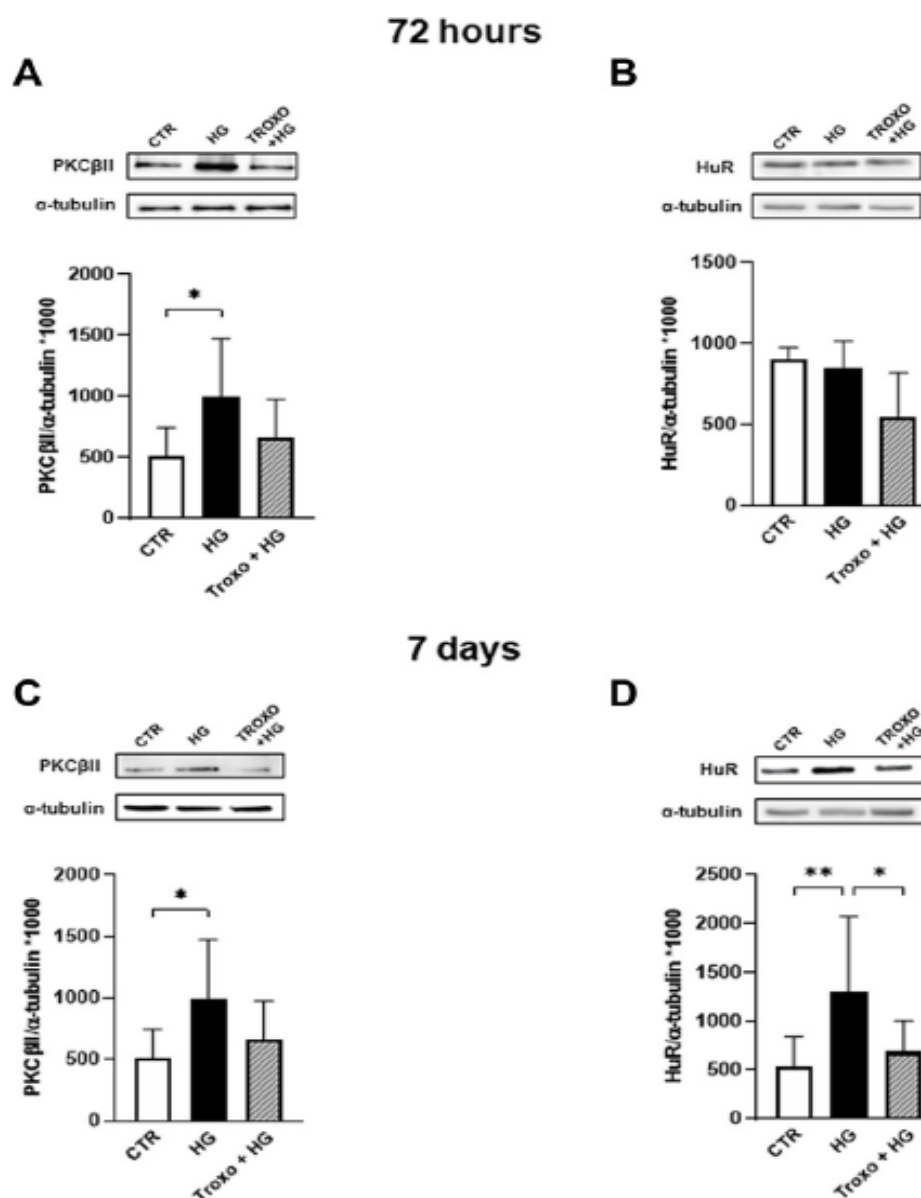 72 hours
A
CTR
HG
TROXO
+HG
PKCβII
α-tubulin
2000
1500
1000
500
0
PKCβII/α-tubulin *1000
*
CTR
HG
Troxo + HG
B
CTR
HG
TROXO
+HG
HuR
α-tubulin
1500
1000
500
0
HuR/α-tubulin *1000
CTR
HG
Troxo + HG
7 days
C
CTR
HG
TROXO
+HG
PKCβII
α-tubulin
2000
1500
1000
500
0
PKCβII/α-tubulin *1000
*
CTR
HG
Troxo + HG
D
CTR
HG
TROXO
+HG
HuR
α-tubulin
2500
2000
1500
1000
500
0
HuR/α-tubulin *1000
**
*
CTR
HG
Troxo + HG